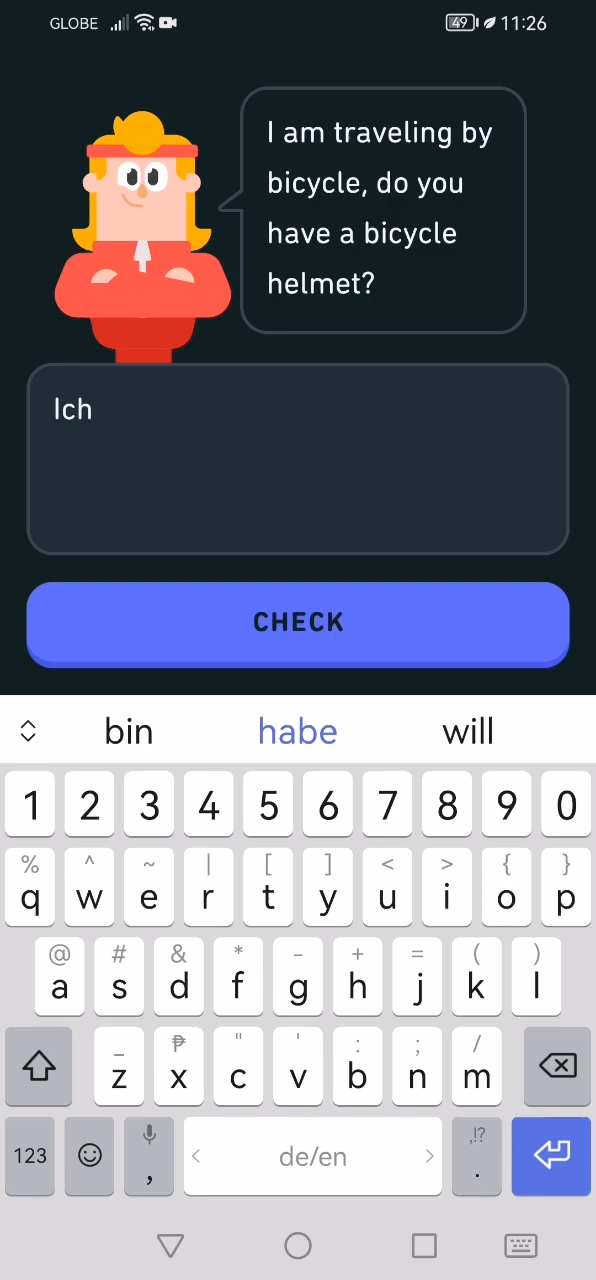 GLOBE 49 11:26
I am traveling by
bicycle, do you
have a bicycle
helmet?
Ich
CHECK
bin habe will
1 2 3 4 5 6 7 8 9 0
% ^ ~ | [ ] < > { }
q w e r t y u i o p
@ # & * - + = ( )
a s d f g h j k l
_ ₱ " ' : ; /
z x c v b n m
123 , < de/en > ,!? .